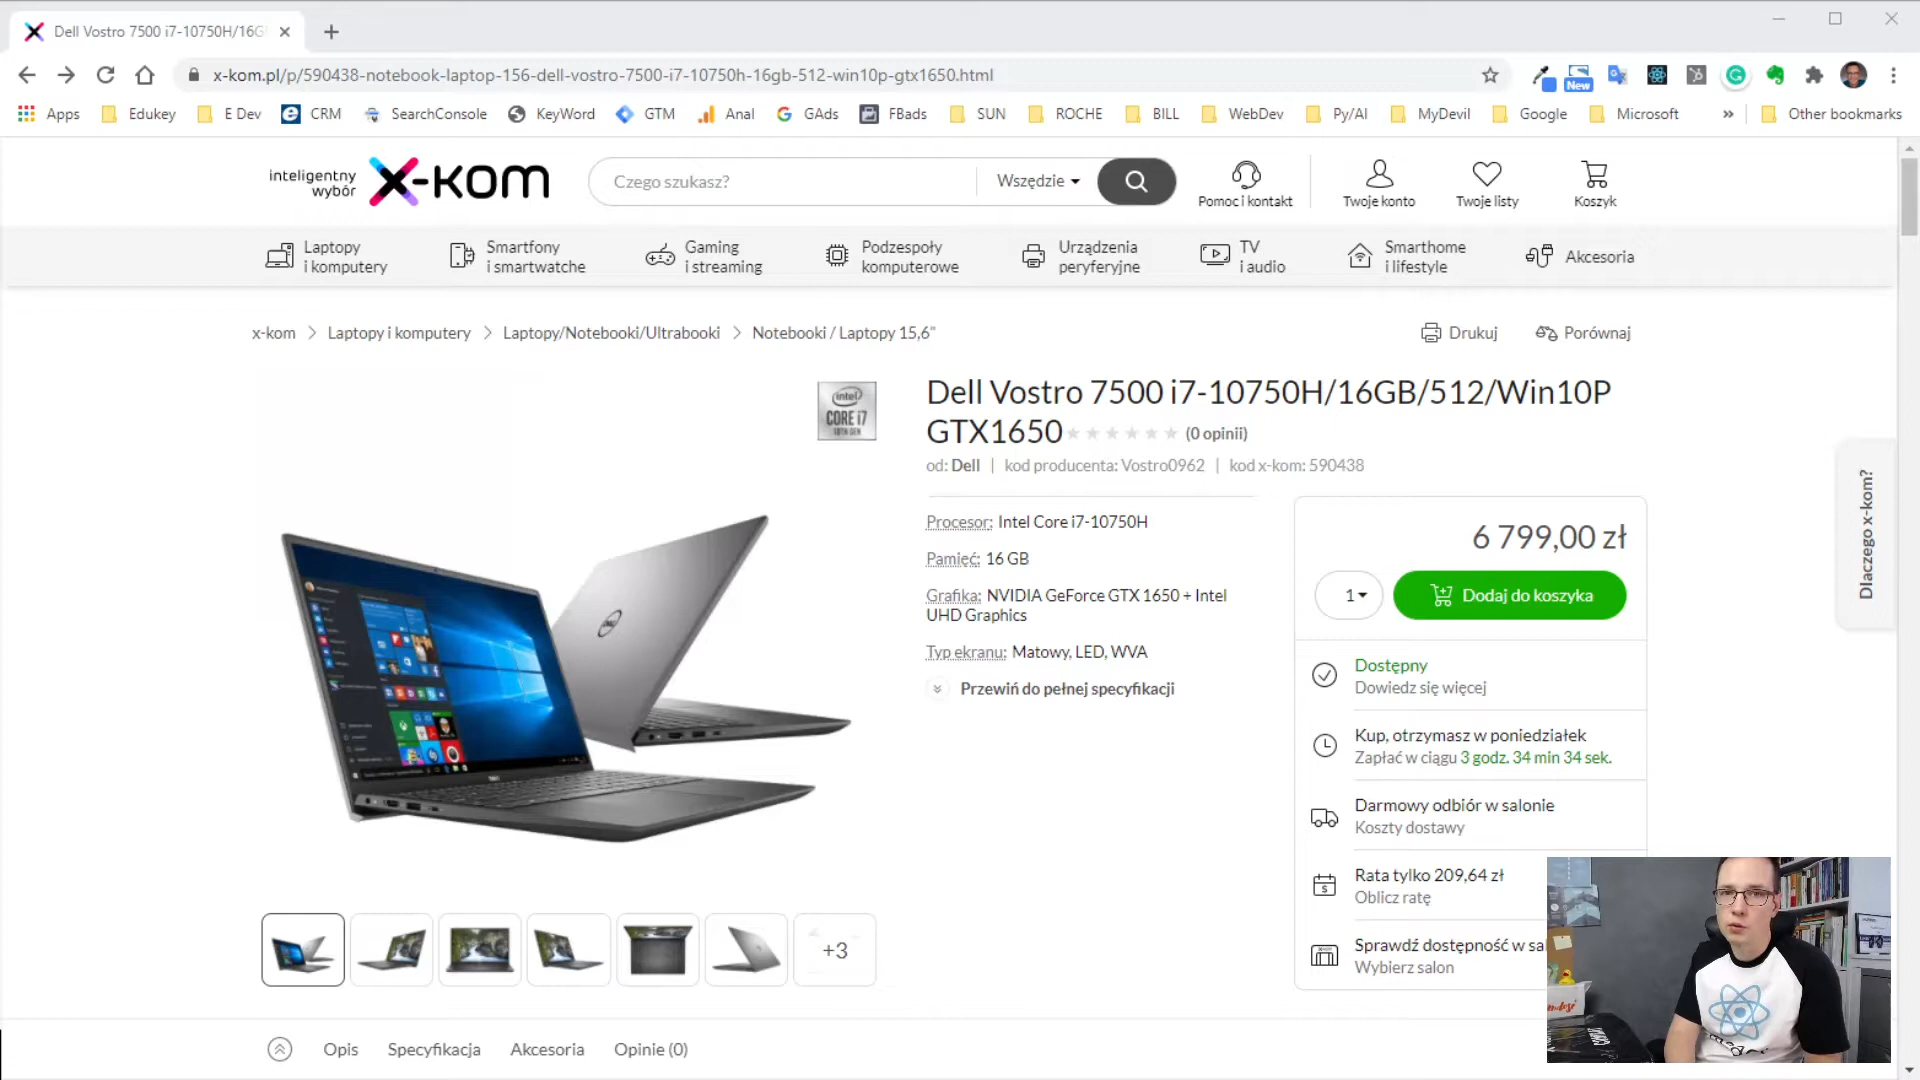 Dell Vostro 7500 i7-10750H/16G
x-kom.pl/p/590438-notebook-laptop-156-dell-vostro-7500-i7-10750h-16gb-512-win10p-gtx1650.html
New
Apps Edukey E Dev CRM SearchConsole KeyWord GTM Anal GAds FBads SUN ROCHE BILL WebDev Py/AI MyDevil Google Microsoft » Other bookmarks
inteligentny
wybór
x-kom
Czego szukasz?
Wszędzie
Pomoc i kontakt
Twoje konto
Twoje listy
Koszyk
Laptopy
i komputery
Smartfony
i smartwatche
Gaming
i streaming
Podzespoły
komputerowe
Urządzenia
peryferyjne
TV
i audio
Smarthome
i lifestyle
Akcesoria
x-kom > Laptopy i komputery > Laptopy/Notebooki/Ultrabooki > Notebooki / Laptopy 15,6"
Drukuj
Porównaj
intel
CORE i7
10TH GEN
Dell Vostro 7500 i7-10750H/16GB/512/Win10P
GTX1650 (0 opinii)
od: Dell | kod producenta: Vostro0962 | kod x-kom: 590438
Procesor: Intel Core i7-10750H
Pamięć: 16 GB
Grafika: NVIDIA GeForce GTX 1650 + Intel
UHD Graphics
Typ ekranu: Matowy, LED, WVA
Przewiń do pełnej specyfikacji
6 799,00 zł
1
Dodaj do koszyka
Dostępny
Dowiedz się więcej
Kup, otrzymasz w poniedziałek
Zapłać w ciągu 3 godz. 34 min 34 sek.
Darmowy odbiór w salonie
Koszty dostawy
Rata tylko 209,64 zł
Oblicz ratę
Sprawdź dostępność w sa
Wybierz salon
Dlaczego x-kom?
+3
Opis Specyfikacja Akcesoria Opinie (0)